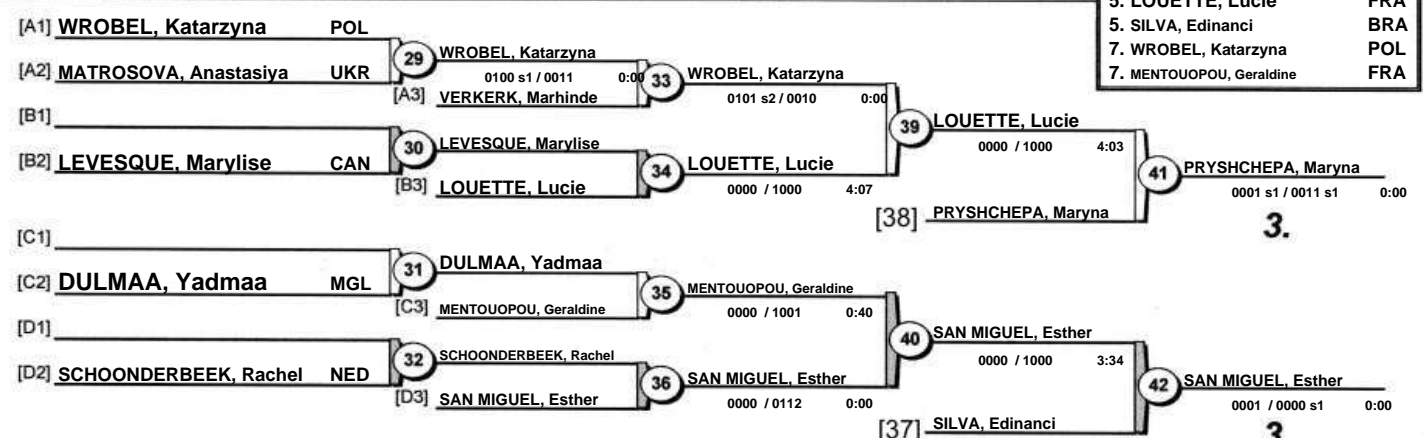 5. LOUETTE, Lucie FRA
5. SILVA, Edinanci BRA
7. WROBEL, Katarzyna POL
7. MENTOUOPOU, Geraldine FRA
[A1] WROBEL, Katarzyna POL
29
WROBEL, Katarzyna
0100 s1 / 0011 0:00
[A2] MATROSOVA, Anastasiya UKR
[A3] VERKERK, Marhinde
33
WROBEL, Katarzyna
0101 s2 / 0010 0:00
[B1]
30
LEVESQUE, Marylise
[B2] LEVESQUE, Marylise CAN
[B3] LOUETTE, Lucie
34
LOUETTE, Lucie
0000 / 1000 4:07
39
LOUETTE, Lucie
0000 / 1000 4:03
[38] PRYSHCHEPA, Maryna
41
PRYSHCHEPA, Maryna
0001 s1 / 0011 s1 0:00
3.
[C1]
31
DULMAA, Yadmaa
[C2] DULMAA, Yadmaa MGL
[C3] MENTOUOPOU, Geraldine
35
MENTOUOPOU, Geraldine
0000 / 1001 0:40
[D1]
32
SCHOONDERBEEK, Rachel
[D2] SCHOONDERBEEK, Rachel NED
[D3] SAN MIGUEL, Esther
36
SAN MIGUEL, Esther
0000 / 0112 0:00
40
SAN MIGUEL, Esther
0000 / 1000 3:34
[37] SILVA, Edinanci
42
SAN MIGUEL, Esther
0001 / 0000 s1 0:00
3.